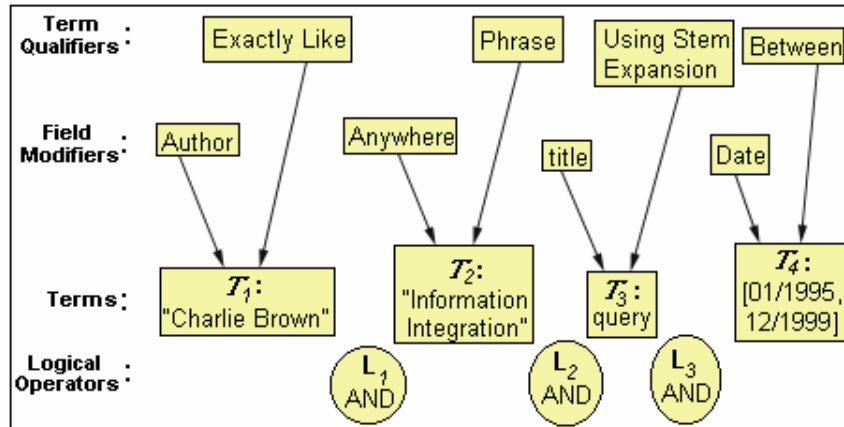 Term
Qualifiers:
Exactly Like
Phrase
Using Stem
Expansion
Between
Field
Modifiers:
Author
Anywhere
title
Date
Terms:
T1:
"Charlie Brown"
T2:
"Information
Integration"
T3:
query
T4:
[01/1995,
12/1999]
Logical
Operators:
L1
AND
L2
AND
L3
AND